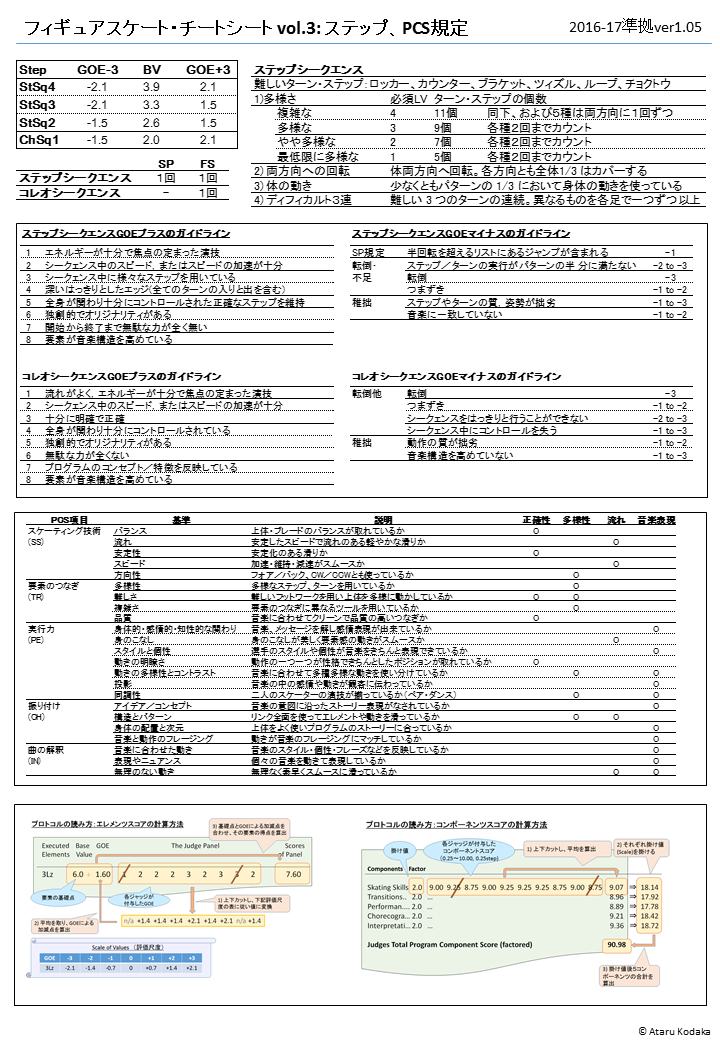 フィギュアスケート・チートシート vol.3: ステップ、PCS規定
2016-17準拠ver1.05
Step GOE-3 BV GOE+3
StSq4 -2.1 3.9 2.1
StSq3 -2.1 3.3 1.5
StSq2 -1.5 2.6 1.5
ChSq1 -1.5 2.0 2.1
SP FS
ステップシークエンス 1回 1回
コレオシークエンス - 1回
ステップシークエンス
難しいターン・ステップ：ロッカー、カウンター、ブラケット、ツィズル、ループ、チョクトウ
1)多様さ 必須LV ターン・ステップの個数
複雑な 4 11個 同下、および5種は両方向に1回ずつ
多様な 3 9個 各種2回までカウント
やや多様な 2 7個 各種2回までカウント
最低限に多様な 1 5個 各種2回までカウント
2) 両方向への回転 体両方向へ回転。各方向とも全体1/3 はカバーする
3) 体の動き 少なくともパターンの 1/3 において身体の動きを使っている
4) ディフィカルト3連 難しい 3 つのターンの連続。異なるものを各足で一つずつ以上
ステップシークエンスGOEプラスのガイドライン
1 エネルギーが十分で焦点の定まった演技
2 シークェンス中のスピード，またはスピードの加速が十分
3 シークェンス中に様々なステップを用いている
4 深いはっきりとしたエッジ(全てのターンの入りと出を含む)
5 全身が関わり十分にコントロールされた正確なステップを維持
6 独創的でオリジナリティがある
7 開始から終了まで無駄な力が全く無い
8 要素が音楽構造を高めている
ステップシークエンスGOEマイナスのガイドライン
SP規定 半回転を超えるリストにあるジャンプが含まれる -1
転倒・不足 ステップ／ターンの実行がパターンの半 分に満たない -2 to -3
転倒 -3
つまずき -1 to -2
稚拙 ステップやターンの質，姿勢が拙劣 -1 to -3
音楽に一致していない -1 to -3
コレオシークエンスGOEプラスのガイドライン
1 流れがよく，エネルギーが十分で焦点の定まった演技
2 シークェンス中のスピード，またはスピードの加速が十分
3 十分に明確で正確
4 全身が関わり十分にコントロールされている
5 独創的でオリジナリティがある
6 無駄な力が全くない
7 プログラムのコンセプト／特徴を反映している
8 要素が音楽構造を高めている
コレオシークエンスGOEマイナスのガイドライン
転倒他 転倒 -3
つまずき -1 to -2
シークェンスをはっきりと行うことができない -2 to -3
シークェンス中にコントロールを失う -1 to -3
稚拙 動作の質が拙劣 -1 to -2
音楽構造を高めていない -1 to -3
PCS項目 基準 説明 正確性 多様性 流れ 音楽表現
スケーティング技術 バランス 上体・ブレードのバランスが取れているか ○
(SS) 流れ 安定したスピードで流れのある軽やかな滑りか ○
安定性 安定化のある滑りか ○
スピード 加速・維持・減速がスムースか ○
方向性 フォア／バック、CW／CCWとも使っているか ○
要素のつなぎ 多様性 多様なステップ、ターンを用いているか ○
(TR) 難しさ 難しいフットワークを用い上体を多様に動かしているか ○ ○
複雑さ 要素のつなぎに異なるツールを用いているか ○
品質 音楽に合わせてクリーンで品質の高いつなぎか ○
実行力 身体的・感情的・知性的な関わり 音楽、メッセージを解し感情表現が出来ているか ○
(PE) 身のこなし 身のこなしが美しく要素感の動きがスムースか ○
スタイルと個性 選手のスタイルや個性が音楽をきちんと表現できているか ○
動きの明瞭さ 動作の一つ一つが性格できちんとしたポジションが取れているか ○
動きの多様性とコントラスト 音楽に合わせて多種多様な動きを使い分けているか ○ ○
投影 音楽の中の感情や動きが観客に伝わっているか ○
同調性 二人のスケーターの演技が揃っているか(ペア・ダンス) ○ ○
振り付け アイデア／コンセプト 音楽の意図に沿ったストーリー表現がなされているか ○
(CH) 構造とパターン リンク全面を使ってエレメントや動きを滑っているか ○ ○
身体の配置と次元 上体をよく使いプログラムのストーリーに合っているか ○
音楽と動作のフレージング 動きが音楽のフレージングにマッチしているか ○
曲の解釈 音楽に合わせた動き 音楽のスタイル・個性・フレーズなどを反映しているか ○
(IN) 表現やニュアンス 個々の音楽を動きて表現しているか ○
無理のない動き 無理なく素早くスムースに滑っているか ○ ○
プロトコルの読み方：エレメンツスコアの計算方法
3) 基礎点とGOEによる加減点を合わせ、その要素の得点を算出
Executed Elements Base Value GOE The Judge Panel Scores of Panel
3Lz 6.0 + 1.60 1 2 2 2 3 2 3 3 2 7.60
要素の基礎点
各ジャッジが付与したGOE
1) 上下カットし、下記評価尺度の表に従い値に変換
2) 平均を取り、GOEによる加減点を算出
n/a +1.4 +1.4 +1.4 +2.1 +1.4 +2.1 n/a +1.4
Scale of Values （評価尺度）
GOE -3 -2 -1 0 +1 +2 +3
3Lz -2.1 -1.4 -0.7 0 +0.7 +1.4 +2.1
プロトコルの読み方：コンポーネンツスコアの計算方法
掛け値
各ジャッジが付与したコンポーネントスコア（0.25～10.00, 0.25step)
1) 上下カットし、平均を算出
2) それぞれ掛け値(Scale)を掛ける
Components Factor
Skating Skills 2.0 9.00 9.25 8.75 9.00 9.25 9.25 8.75 9.00 8.75 9.07 ⇒ 18.14
Transitions.. 2.0 ... 8.96 ⇒ 17.92
Performan.... 2.0 ... 8.89 ⇒ 17.78
Chorecogra... 2.0 ... 9.21 ⇒ 18.42
Interpretati... 2.0 ... 9.36 ⇒ 18.72
Judges Total Program Component Score (factored) 90.98
3) 掛け値後5コンポーネンツの合計を算出
© Ataru Kodaka